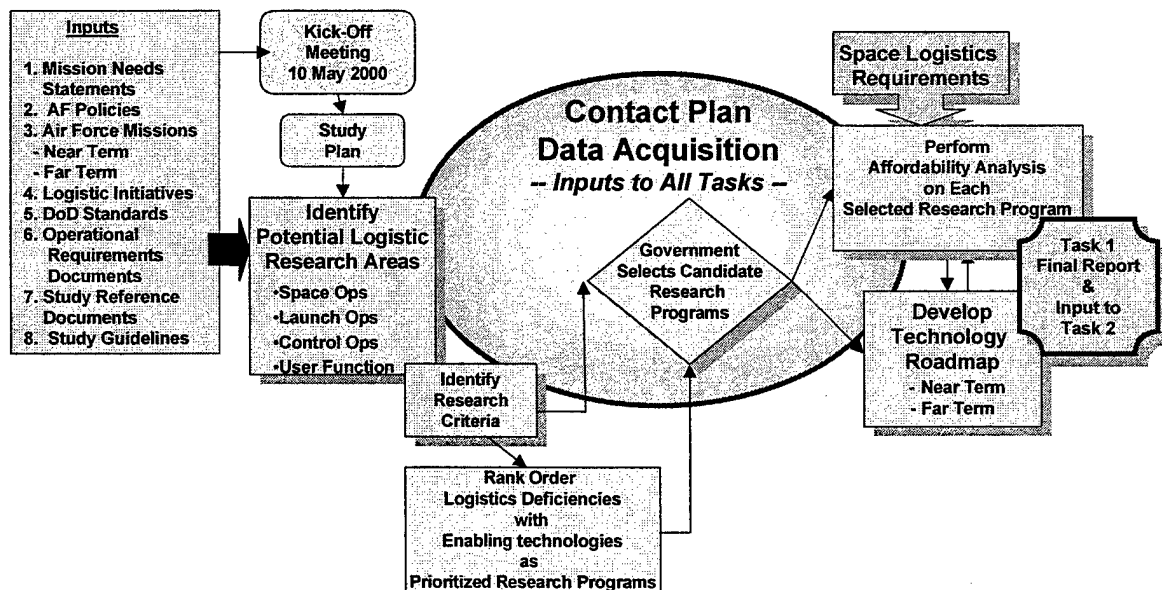 Inputs
1. Mission Needs
Statements
2. AF Policies
3. Air Force Missions
- Near Term
- Far Term
4. Logistic Initiatives
5. DoD Standards
6. Operational
Requirements
Documents
7. Study Reference
Documents
8. Study Guidelines
Kick-Off
Meeting
10 May 2000
Study
Plan
Identify
Potential Logistic
Research Areas
•Space Ops
•Launch Ops
•Control Ops
•User Function
Identify
Research
Criteria
Rank Order
Logistics Deficiencies
with
Enabling technologies
as
Prioritized Research Programs
Contact Plan
Data Acquisition
-- Inputs to All Tasks --
Government
Selects Candidate
Research
Programs
Space Logistics
Requirements
Perform
Affordability Analysis
on Each
Selected Research Program
Develop
Technology
Roadmap
- Near Term
- Far Term
Task 1
Final Report
&
Input to
Task 2